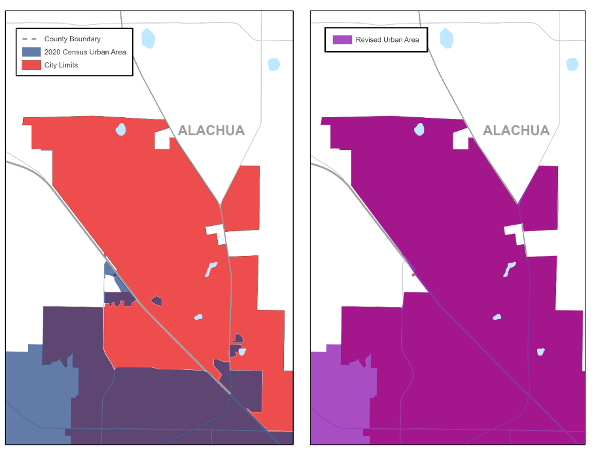 County Boundary
2020 Census Urban Area
City Limits
ALACHUA
Revised Urban Area
ALACHUA